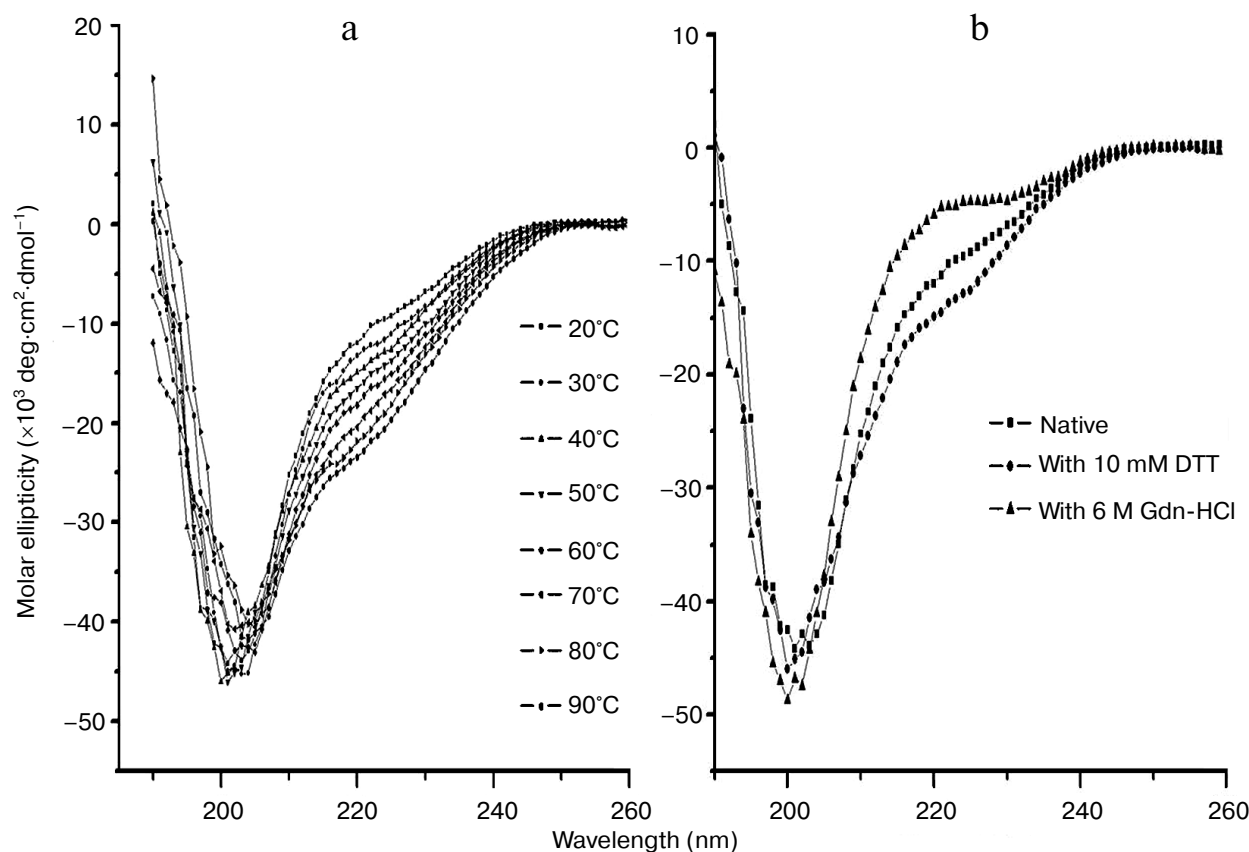 a
b
Molar ellipticity (×10³ deg·cm²·dmol⁻¹)
20
15
10
5
0
−10
−20
−30
−40
−50
200
220
240
260
20°C
30°C
40°C
50°C
60°C
70°C
80°C
90°C
10
0
−10
−20
−30
−40
−50
200
220
240
260
Native
With 10 mM DTT
With 6 M Gdn-HCl
Wavelength (nm)